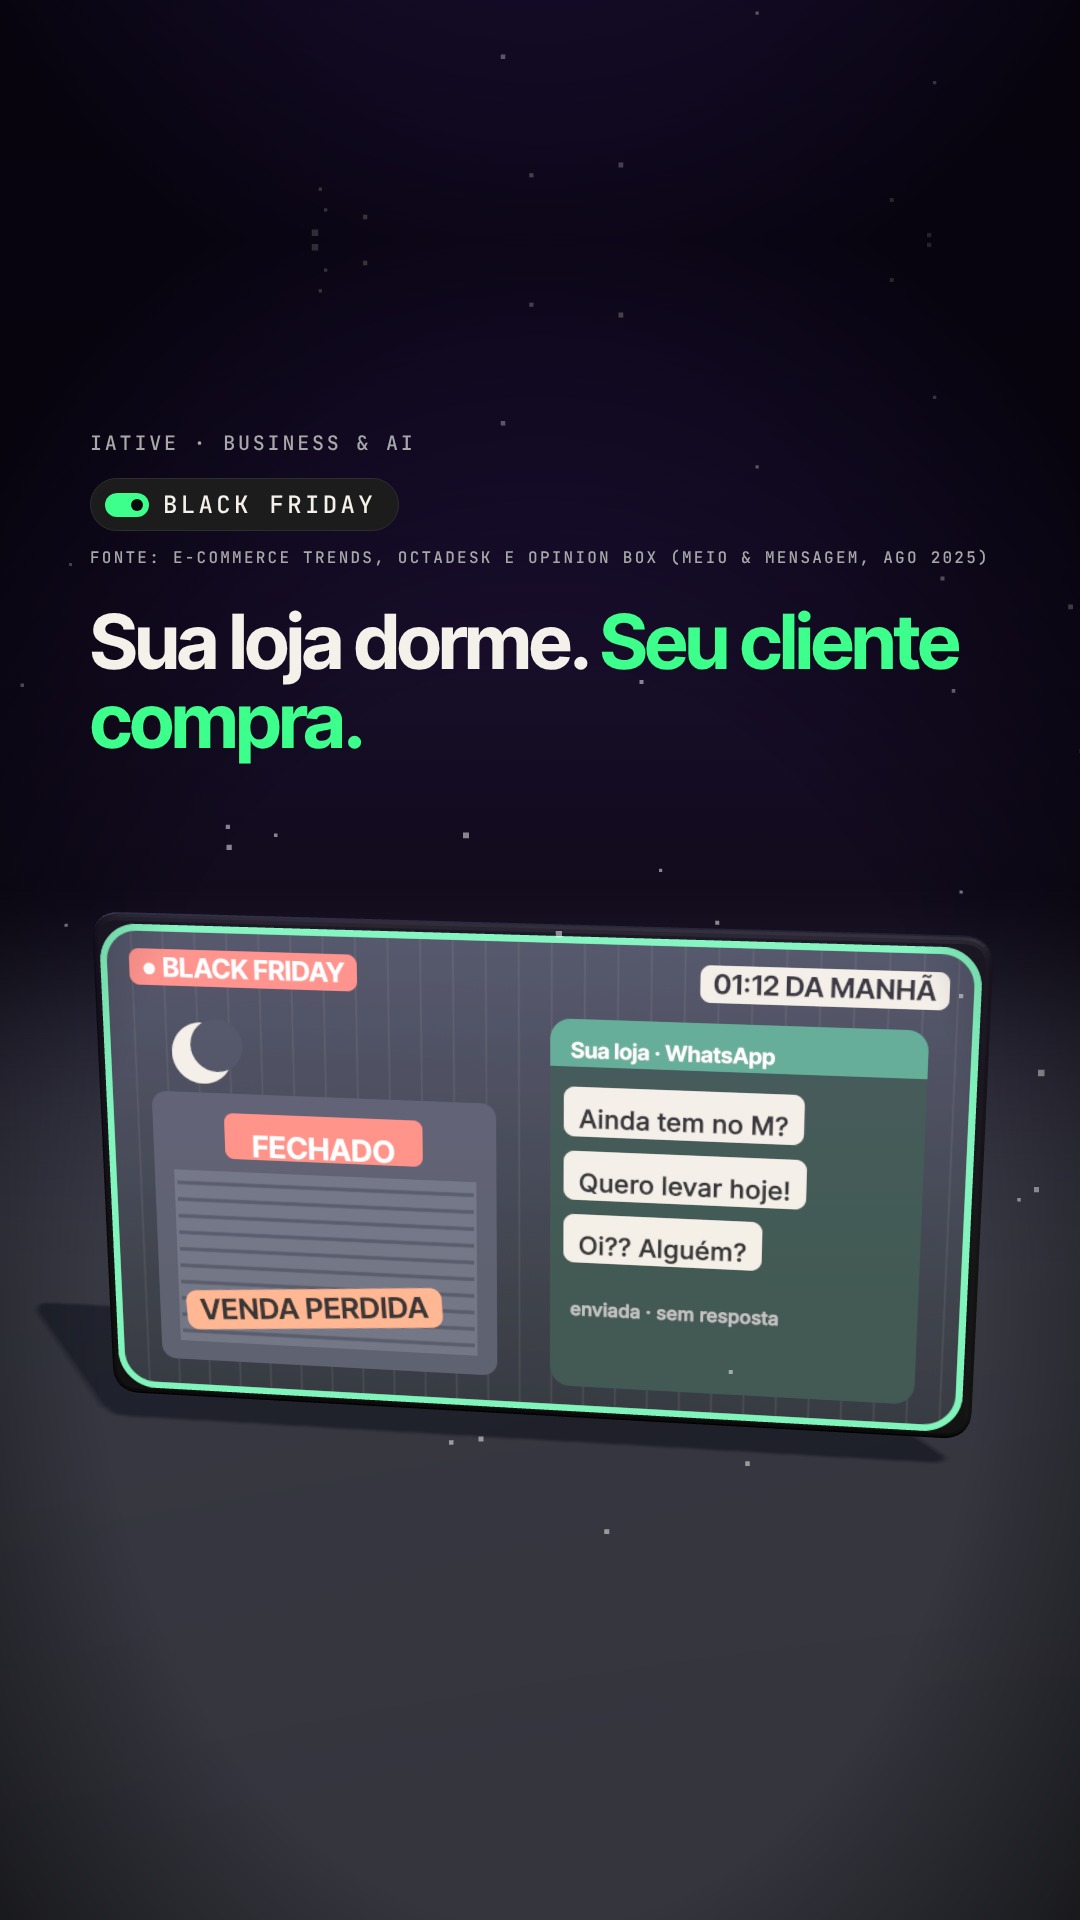 IATIVE · BUSINESS & AI
BLACK FRIDAY
FONTE: E-COMMERCE TRENDS, OCTADESK E OPINION BOX (MEIO & MENSAGEM, AGO 2025)
Sua loja dorme. Seu cliente
compra.
BLACK FRIDAY
01:12 DA MANHÃ
FECHADO
VENDA PERDIDA
Sua loja · WhatsApp
Ainda tem no M?
Quero levar hoje!
Oi?? Alguém?
enviada · sem resposta